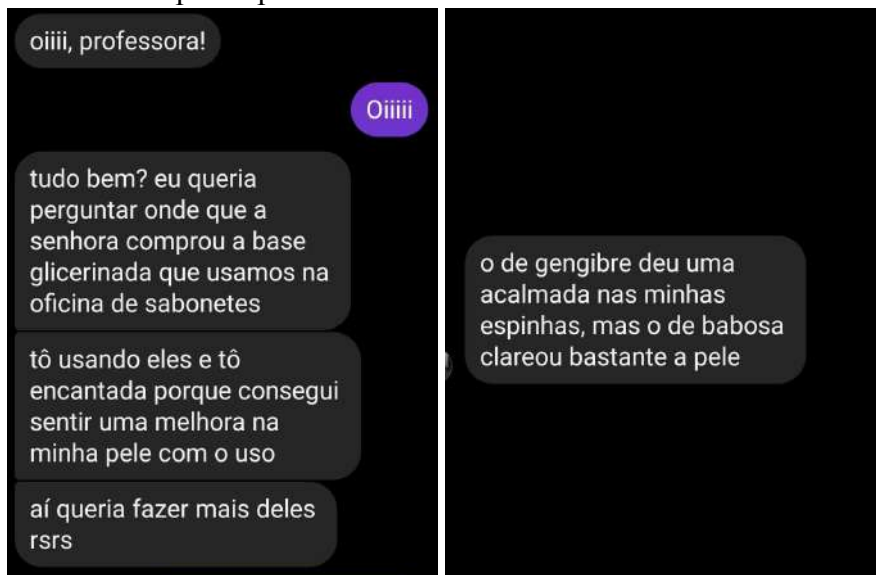 oiiii, professora!
Oiiiii
tudo bem? eu queria
perguntar onde que a
senhora comprou a base
glicerinada que usamos na
oficina de sabonetes
tô usando eles e tô
encantada porque consegui
sentir uma melhora na
minha pele com o uso
aí queria fazer mais deles
rsrs
o de gengibre deu uma
acalmada nas minhas
espinhas, mas o de babosa
clareou bastante a pele